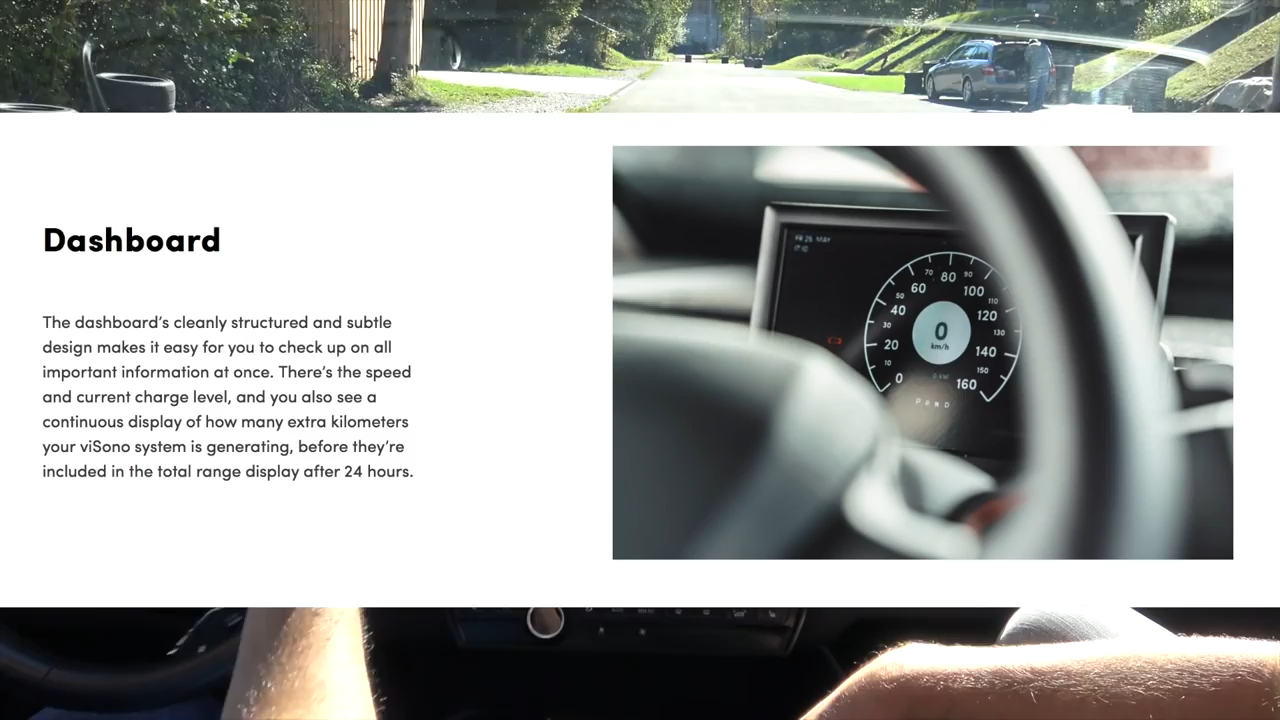 Dashboard
The dashboard's cleanly structured and subtle
design makes it easy for you to check up on all
important information at once. There's the speed
and current charge level, and you also see a
continuous display of how many extra kilometers
your viSono system is generating, before they're
included in the total range display after 24 hours.
MAY
70 80 90
60 100
50 110
40 120
30 130
20 140
10 150
0 160
0
km/h
0 kW
P R N D